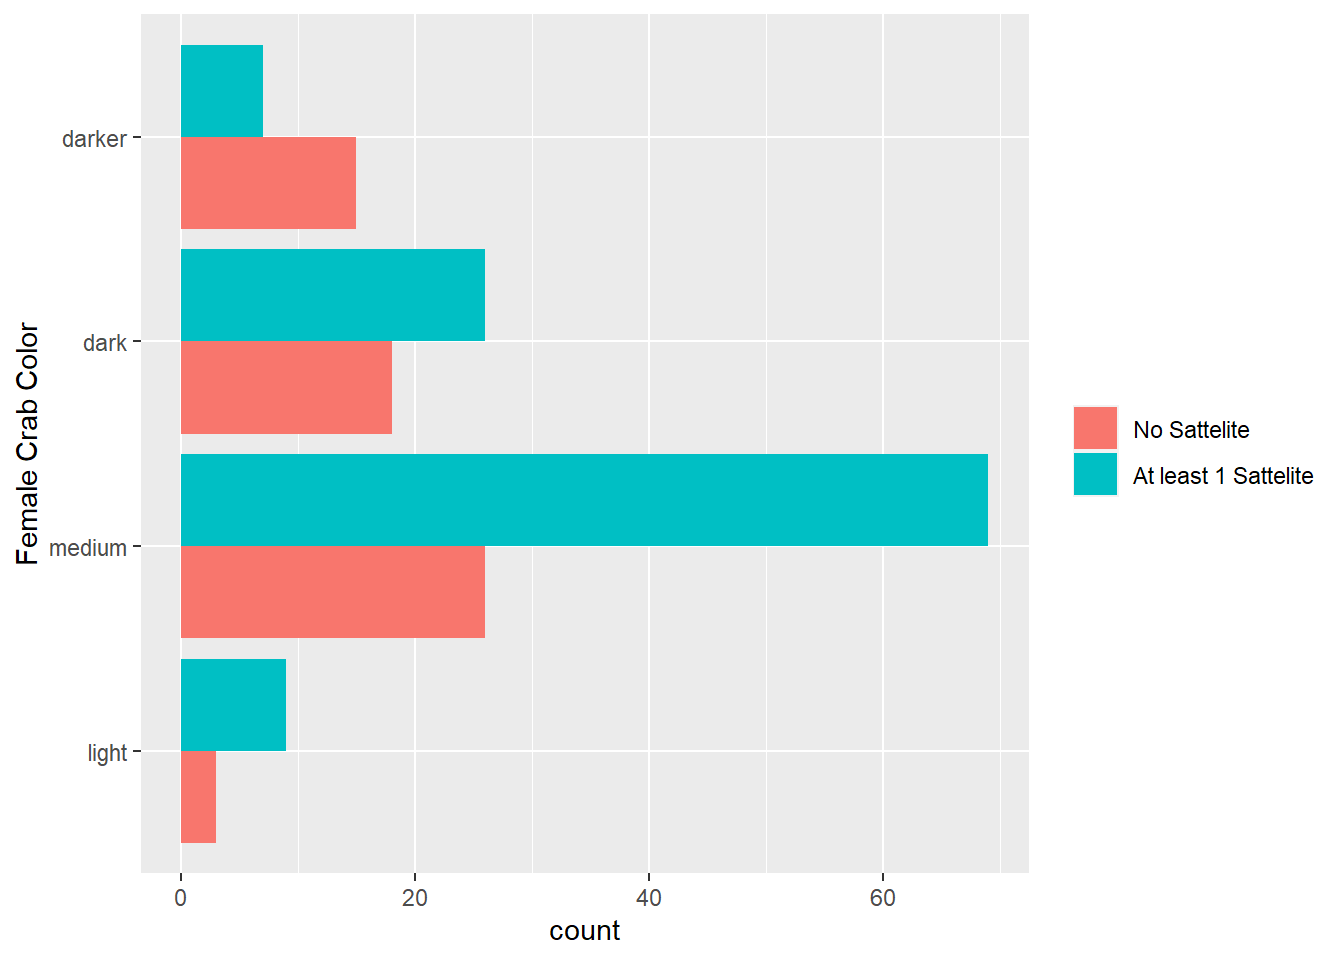 darker
dark
medium
light
Female Crab Color
0 20 40 60
count
No Sattelite
At least 1 Sattelite